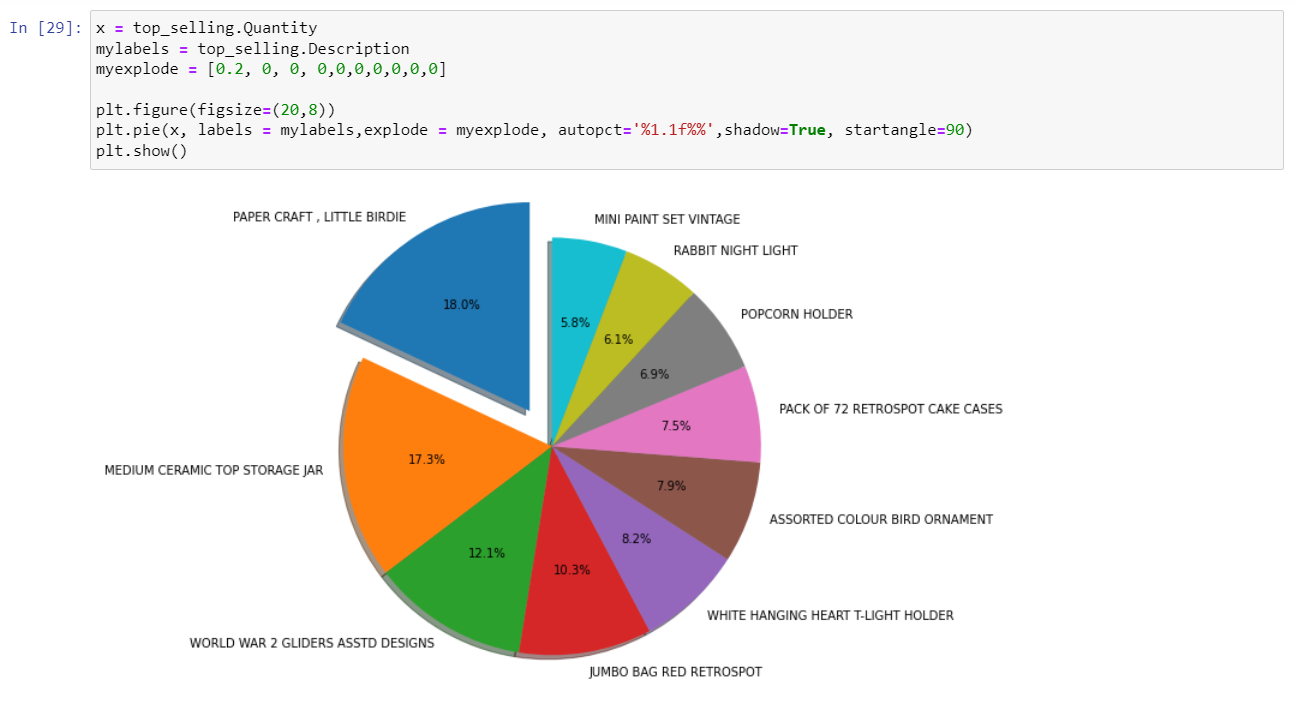 In [29]: x = top_selling.Quantity
mylabels = top_selling.Description
myexplode = [0.2, 0, 0, 0,0,0,0,0,0,0]
plt.figure(figsize=(20,8))
plt.pie(x, labels = mylabels,explode = myexplode, autopct='%1.1f%%',shadow=True, startangle=90)
plt.show()
PAPER CRAFT , LITTLE BIRDIE
MINI PAINT SET VINTAGE
RABBIT NIGHT LIGHT
18.0%
POPCORN HOLDER
5.8%
6.1%
6.9%
PACK OF 72 RETROSPOT CAKE CASES
7.5%
17.3%
MEDIUM CERAMIC TOP STORAGE JAR
7.9%
ASSORTED COLOUR BIRD ORNAMENT
8.2%
12.1%
10.3%
WHITE HANGING HEART T-LIGHT HOLDER
WORLD WAR 2 GLIDERS ASSTD DESIGNS
JUMBO BAG RED RETROSPOT